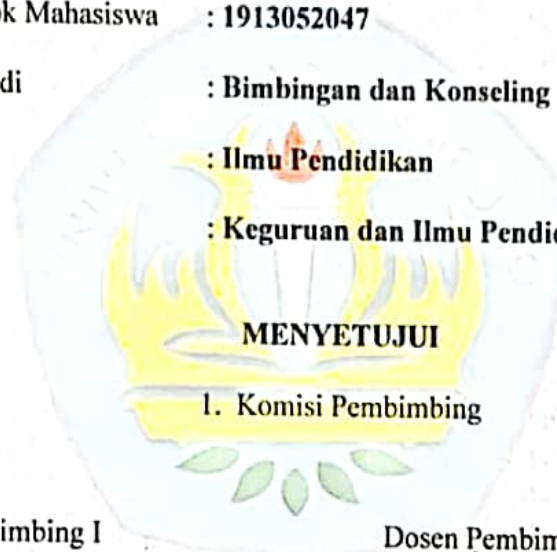 ok Mahasiswa : 1913052047
di : Bimbingan dan Konseling
: Ilmu Pendidikan
: Keguruan dan Ilmu Pendi
MENYETUJUI
1. Komisi Pembimbing
imbing I Dosen Pembim